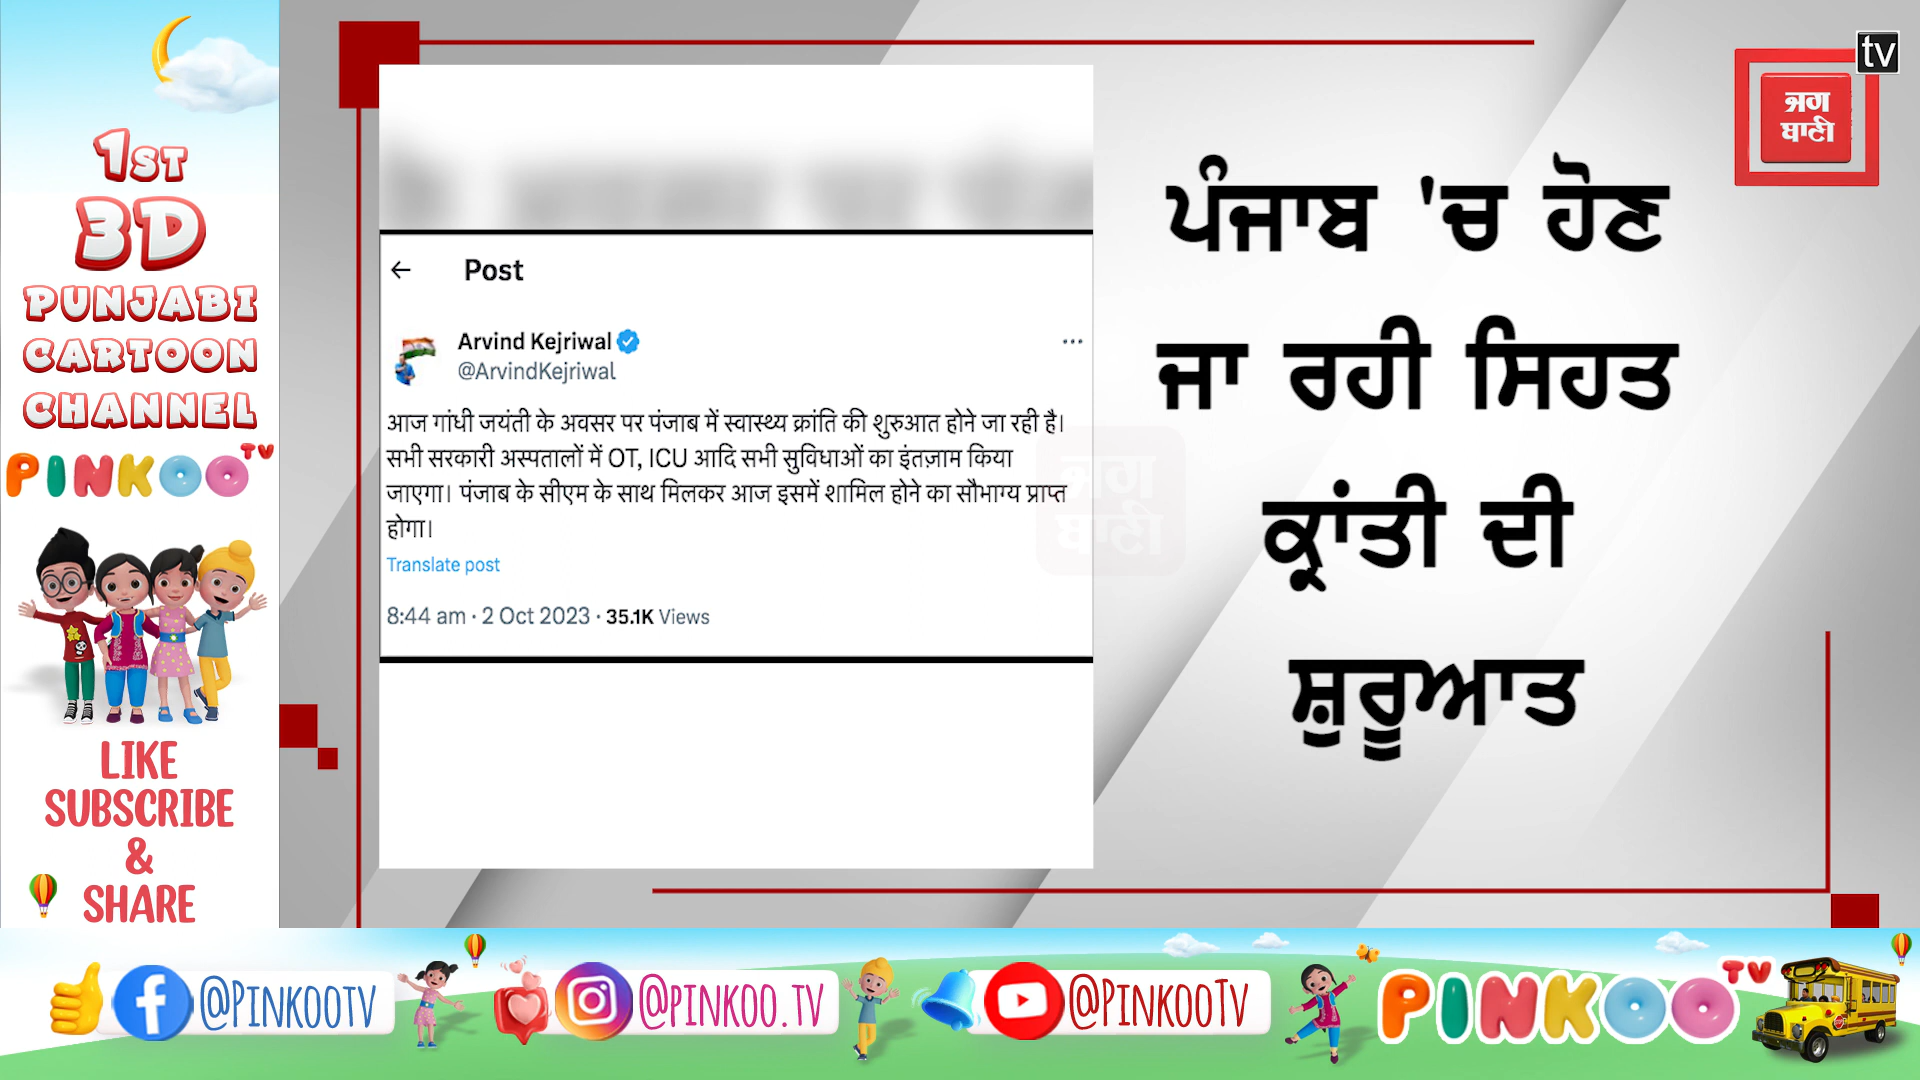 1ST
3D
PUNJABI
CARTOON
CHANNEL
PINKOO TV
LIKE
SUBSCRIBE
&
SHARE
Post
Arvind Kejriwal
@ArvindKejriwal
आज गांधी जयंती के अवसर पर पंजाब में स्वास्थ्य क्रांति की शुरुआत होने जा रही है।
सभी सरकारी अस्पतालों में OT, ICU आदि सभी सुविधाओं का इंतज़ाम किया
जाएगा। पंजाब के सीएम के साथ मिलकर आज इसमें शामिल होने का सौभाग्य प्राप्त
होगा।
Translate post
8:44 am · 2 Oct 2023 · 35.1K Views
ਜਗ
ਬਾਣੀ
ਪੰਜਾਬ 'ਚ ਹੋਣ
ਜਾ ਰਹੀ ਸਿਹਤ
ਕ੍ਰਾਂਤੀ ਦੀ
ਸ਼ੁਰੂਆਤ
tv
ਜਗ
ਬਾਣੀ
@PINKOOTV
@PINKOO.TV
@PINKOOTV
PINKOO TV